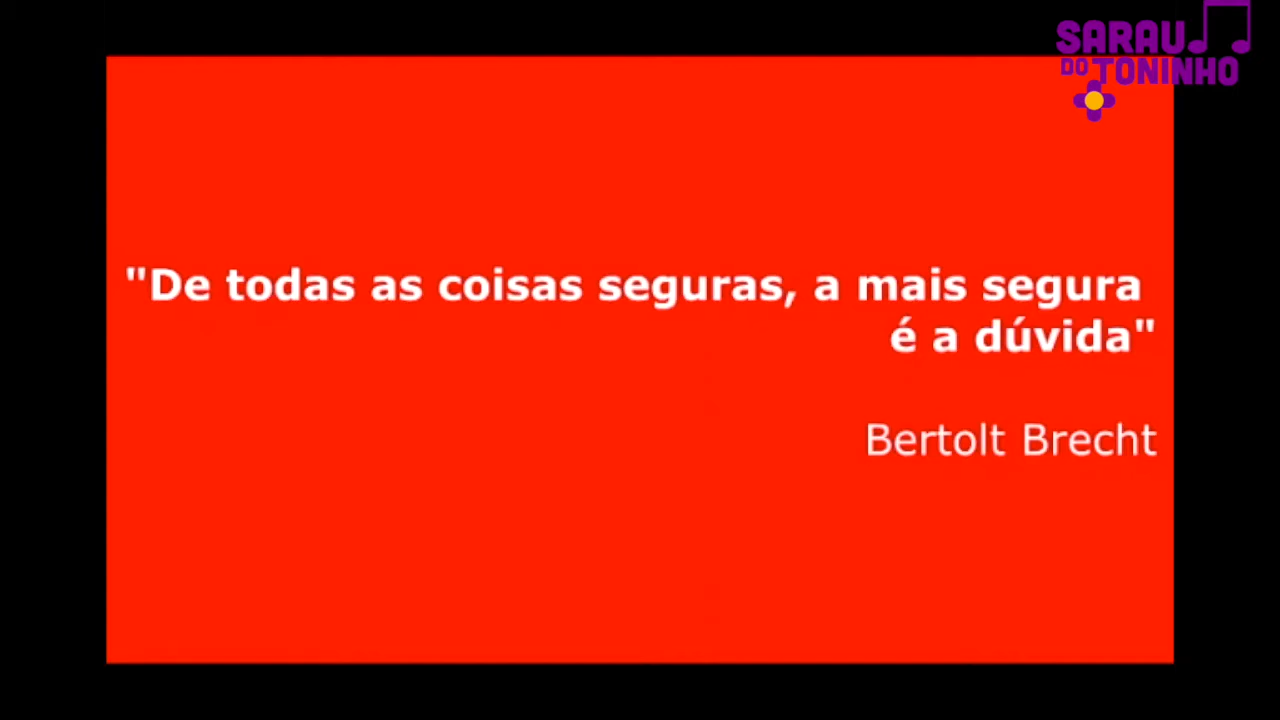 SARAU
DO TONINHO
"De todas as coisas seguras, a mais segura
é a dúvida"
Bertolt Brecht